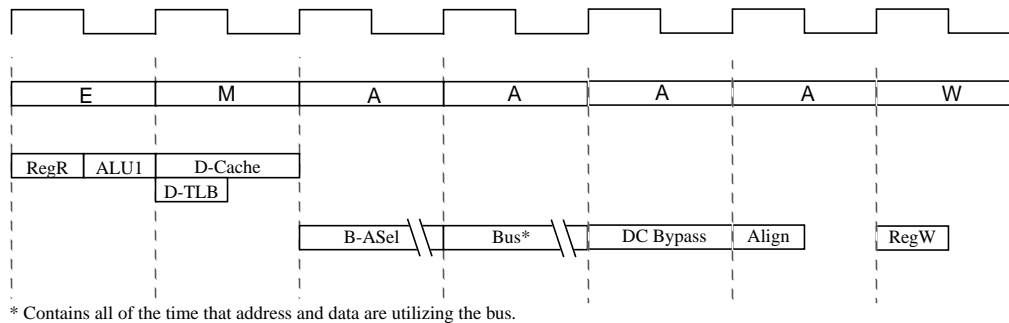 E M A A A A W
RegR ALU1 D-Cache
D-TLB
B-ASel Bus* DC Bypass Align RegW
* Contains all of the time that address and data are utilizing the bus.